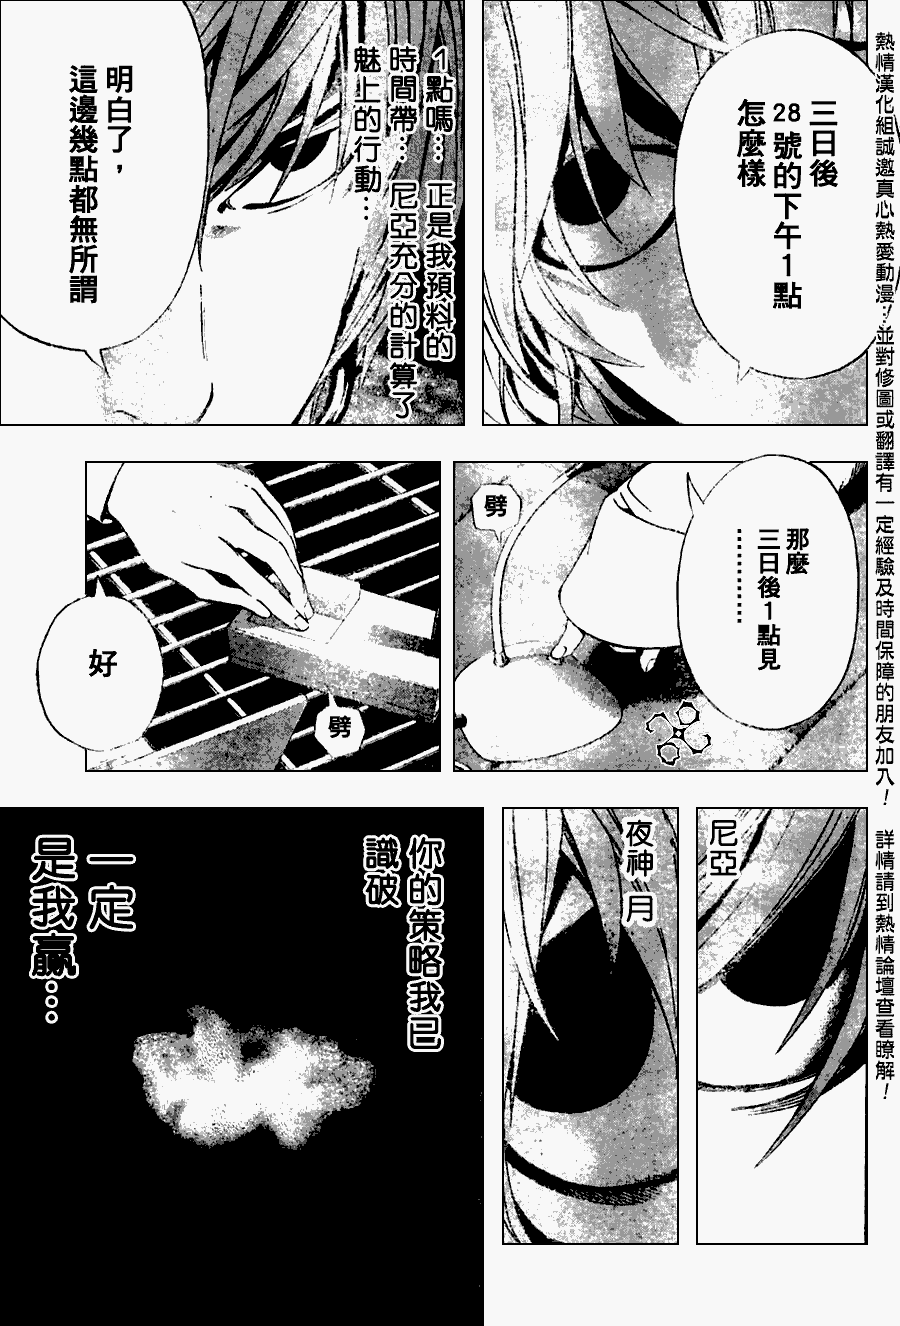 三日後
28號的下午1點
怎麼樣
1點嗎… 正是我預料的
時間帶… 尼亞充分的計算了
魅上的行動…
明白了，
這邊幾點都無所謂
那麼
三日後1點見
………………
劈
劈
好
尼亞
夜神月
你的策略我已
識破
一定
是我贏…
熱情漢化組誠邀真心熱愛動漫！並對修圖或翻譯有一定經驗及時間保障的朋友加入！ 詳情請到熱情論壇查看瞭解！